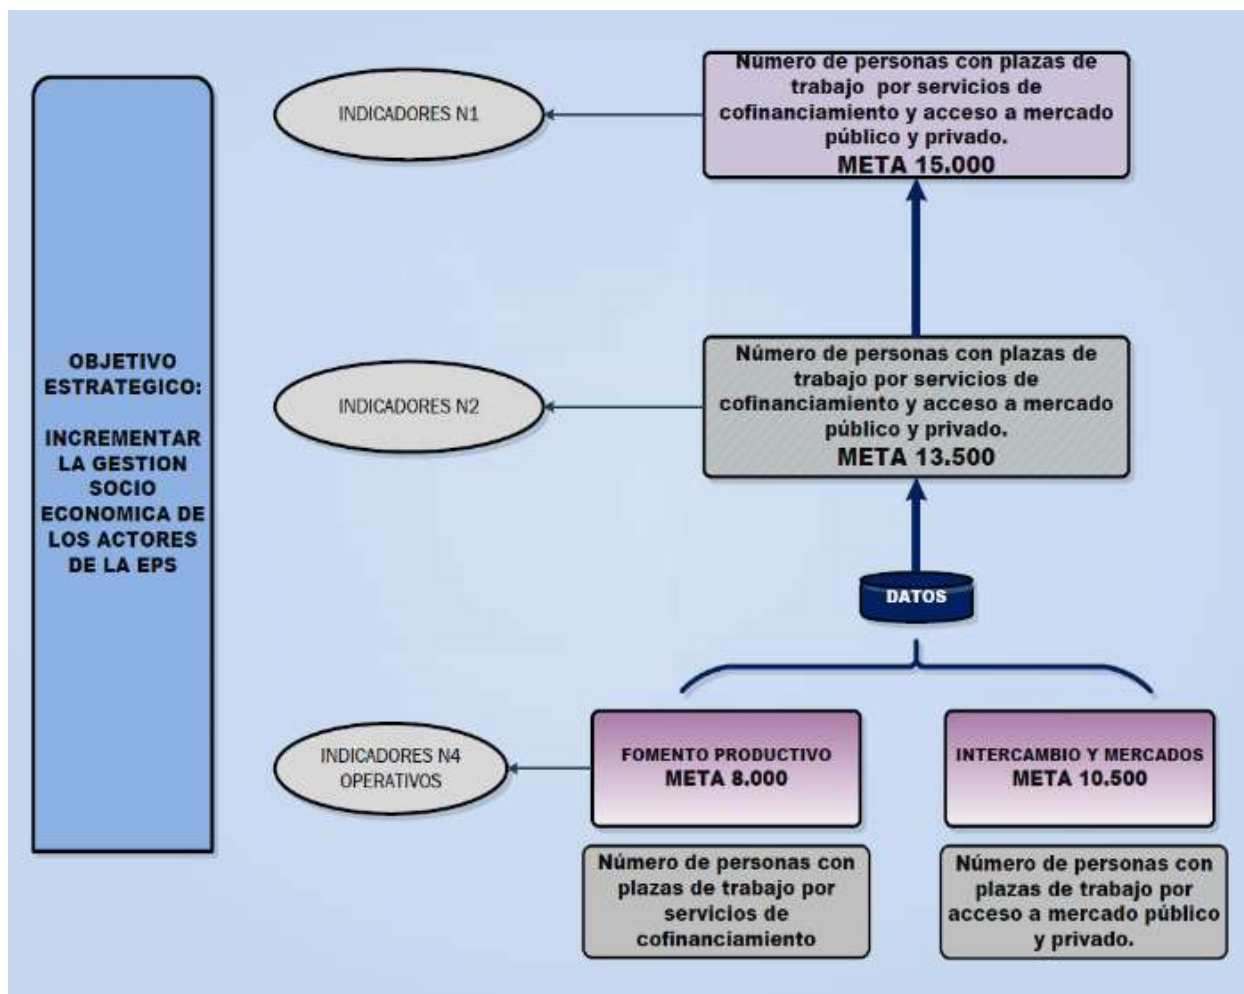 OBJETIVO
ESTRATEGICO:
INCREMENTAR
LA GESTION
SOCIO
ECONOMICA DE
LOS ACTORES
DE LA EPS
INDICADORES N1
Número de personas con plazas de
trabajo por servicios de
cofinanciamiento y acceso a mercado
público y privado.
META 15.000
INDICADORES N2
Número de personas con plazas de
trabajo por servicios de
cofinanciamiento y acceso a mercado
público y privado.
META 13.500
DATOS
INDICADORES N4
OPERATIVOS
FOMENTO PRODUCTIVO
META 8.000
INTERCAMBIO Y MERCADOS
META 10.500
Número de personas con
plazas de trabajo por
servicios de
cofinanciamiento
Número de personas con
plazas de trabajo por
acceso a mercado público
y privado.